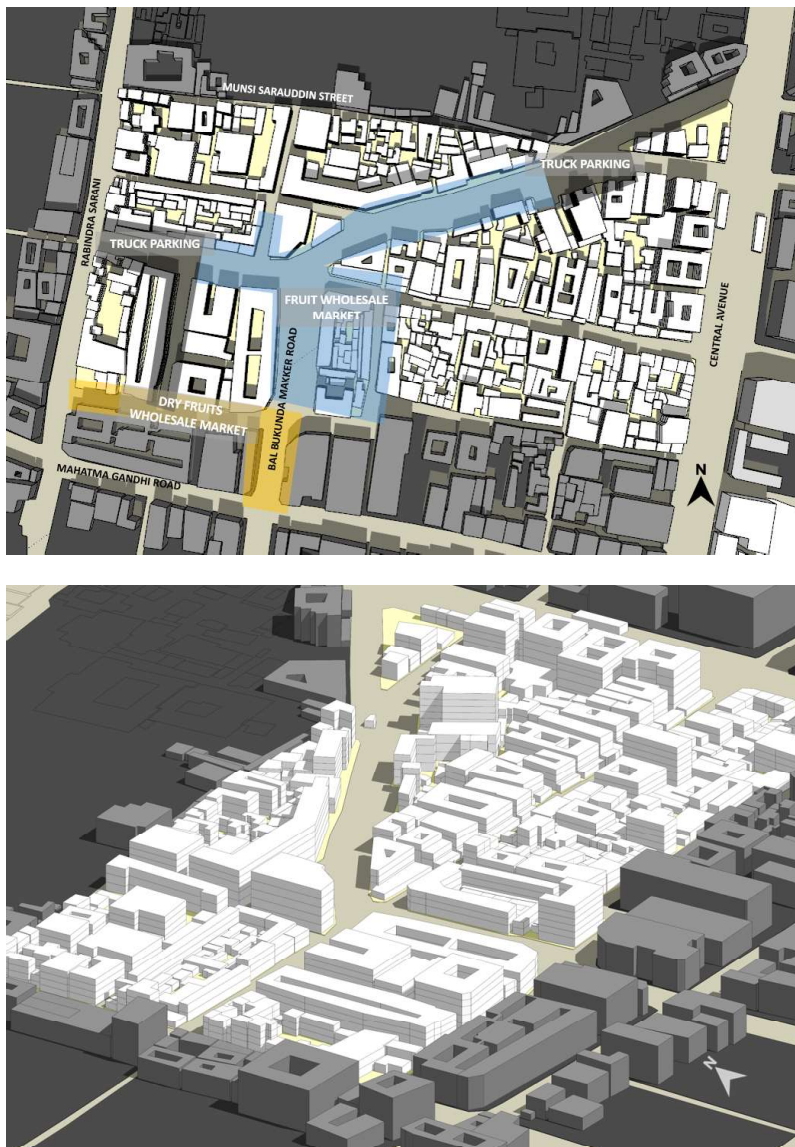 MUNSI SARAUDDIN STREET
TRUCK PARKING
RABINDRA SARANI
TRUCK PARKING
FRUIT WHOLESALE
MARKET
CENTRAL AVENUE
BAL BUKUNDA MAKKER ROAD
DRY FRUITS
WHOLESALE MARKET
MAHATMA GANDHI ROAD
N
N